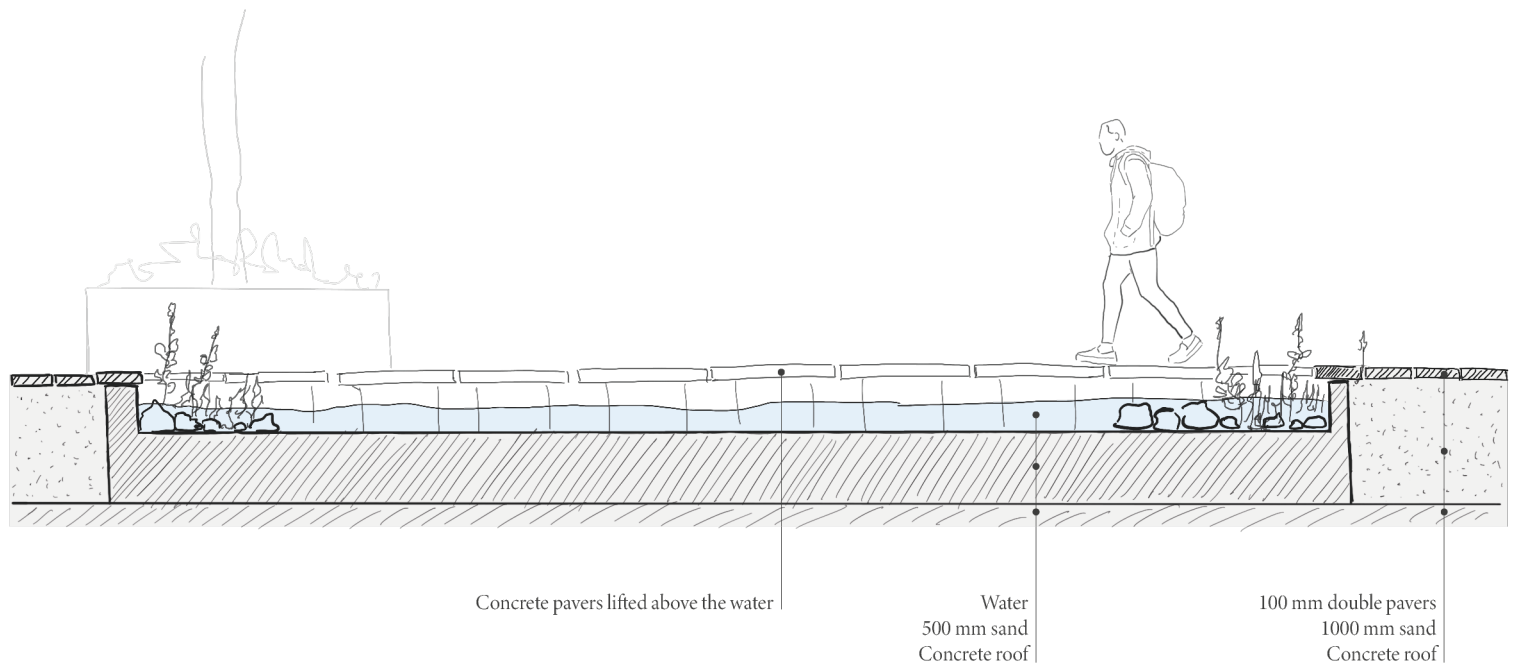 Concrete pavers lifted above the water
Water
500 mm sand
Concrete roof
100 mm double pavers
1000 mm sand
Concrete roof